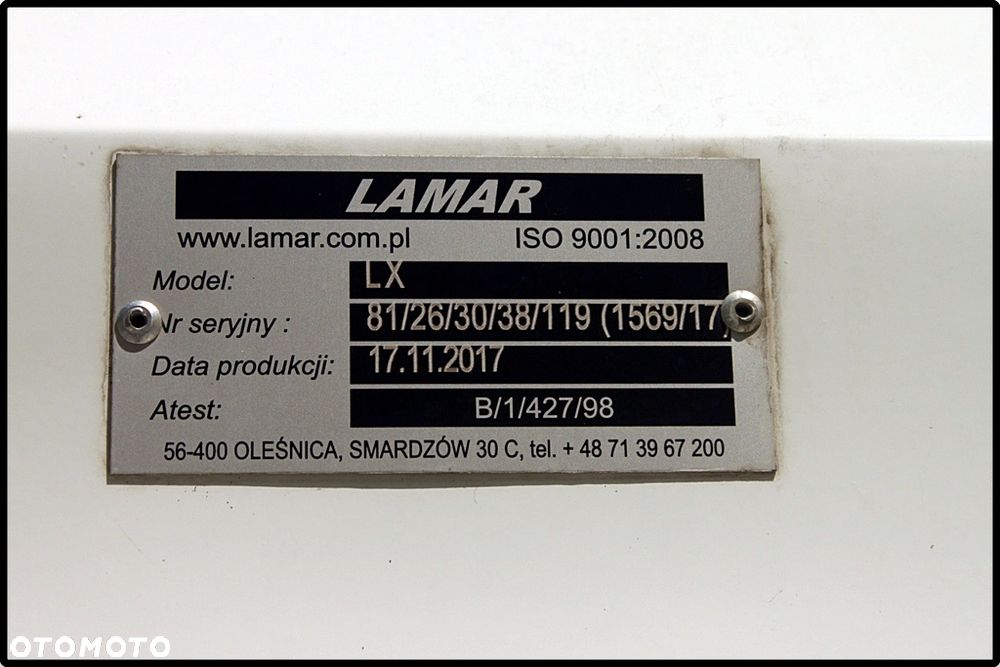 LAMAR
www.lamar.com.pl ISO 9001:2008
Model: LX
Nr seryjny : 81/26/30/38/119 (1569/17)
Data produkcji: 17.11.2017
Atest: B/1/427/98
56-400 OLEŚNICA, SMARDZÓW 30 C, tel. + 48 71 39 67 200
OTOMOTO